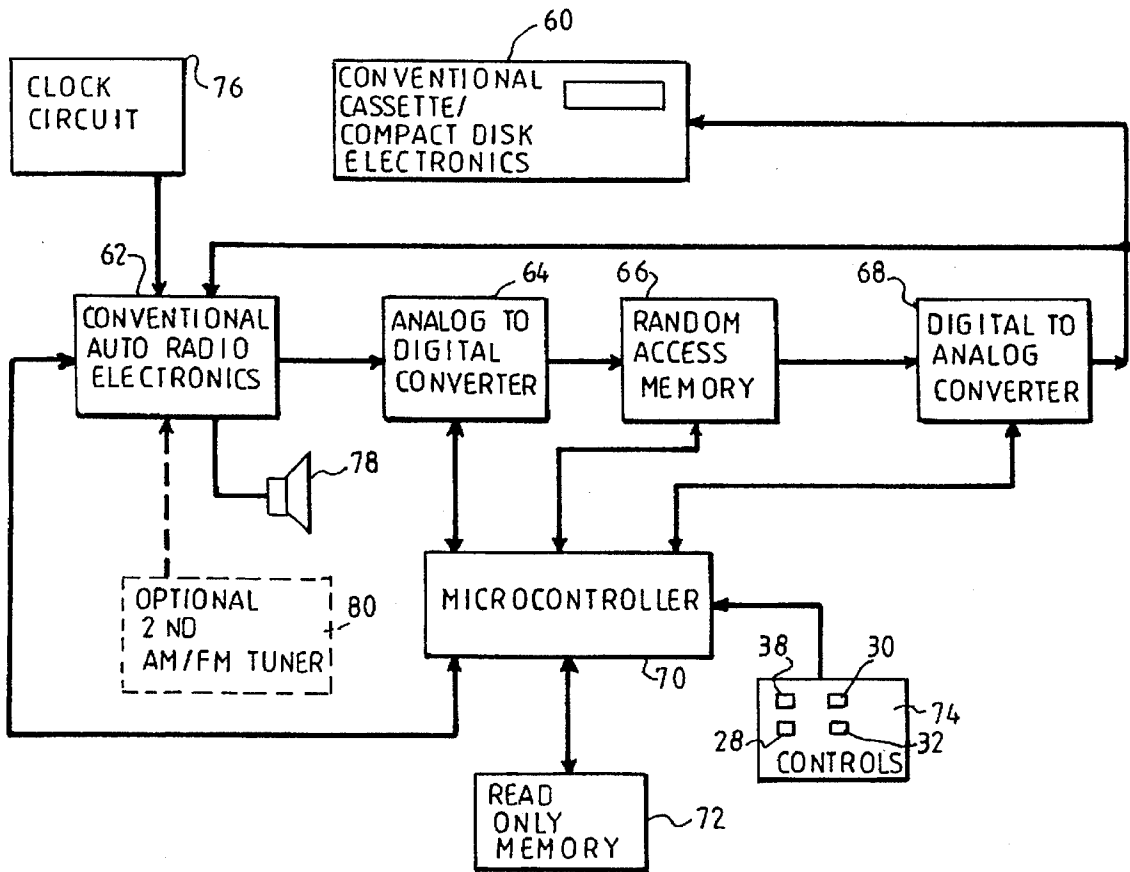 60
CLOCK
CIRCUIT
76
CONVENTIONAL
CASSETTE/
COMPACT DISK
ELECTRONICS
62
CONVENTIONAL
AUTO RADIO
ELECTRONICS
64
ANALOG TO
DIGITAL
CONVERTER
66
RANDOM
ACCESS
MEMORY
68
DIGITAL TO
ANALOG
CONVERTER
78
OPTIONAL
2 ND
AM/FM TUNER
80
MICROCONTROLLER
70
38
30
74
28
32
CONTROLS
READ
ONLY
MEMORY
72